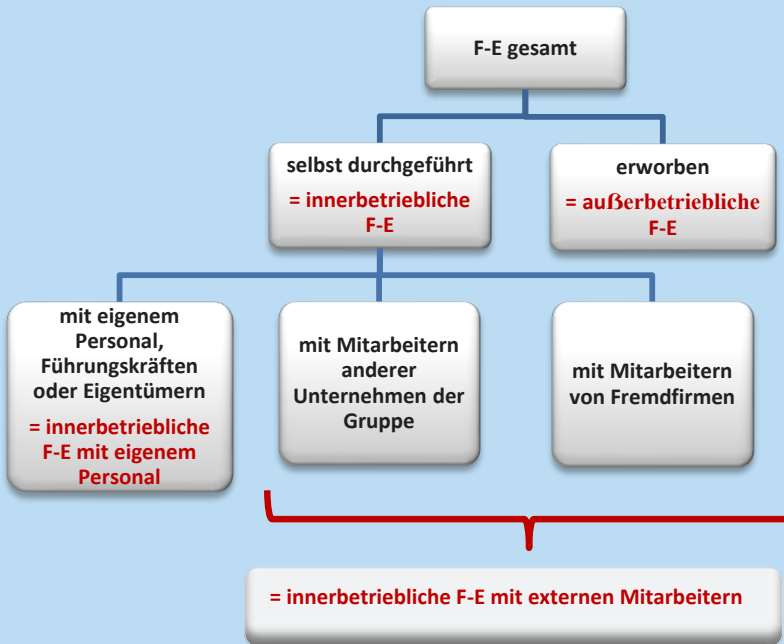 F-E gesamt
selbst durchgeführt
= innerbetriebliche
F-E
erworben
= außerbetriebliche
F-E
mit eigenem
Personal,
Führungskräften
oder Eigentümern
= innerbetriebliche
F-E mit eigenem
Personal
mit Mitarbeitern
anderer
Unternehmen der
Gruppe
mit Mitarbeitern
von Fremdfirmen
= innerbetriebliche F-E mit externen Mitarbeitern